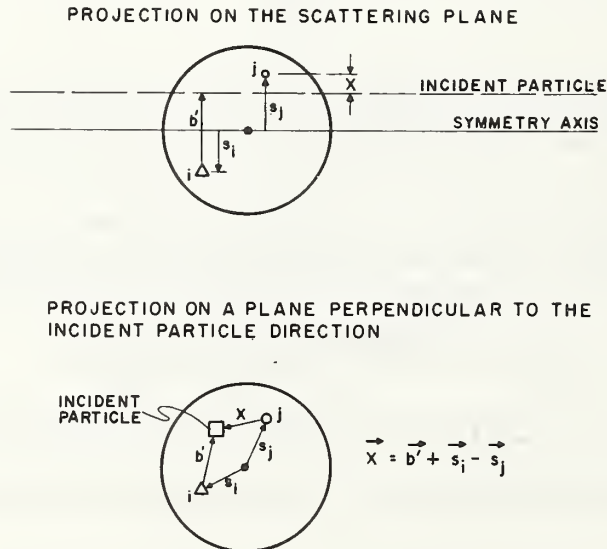 PROJECTION ON THE SCATTERING PLANE
j
X
INCIDENT PARTICLE
b'
s_j
SYMMETRY AXIS
s_i
i
PROJECTION ON A PLANE PERPENDICULAR TO THE
INCIDENT PARTICLE DIRECTION
INCIDENT
PARTICLE
X
j
b'
s_j
i
s_i
X⃗ = b⃗' + s⃗_i - s⃗_j